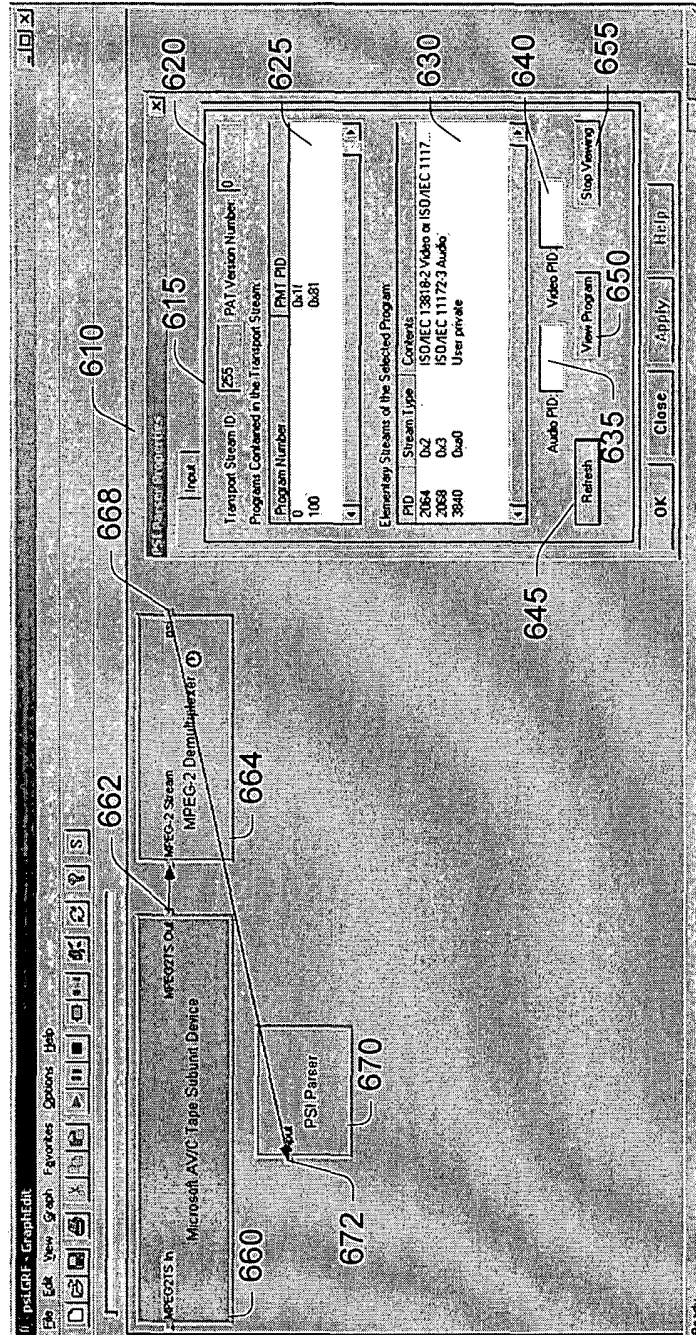 psi.GRF - GraphEdit
File Edit View Graph Favorites Options Help
MPEG2TS In
MPEG2TS Out
Microsoft AV/C Tape Subunit Device
660
662
MPEG-2 Stream
MPEG-2 Demultiplexer
664
668
Input
PSI Parser
670
672
610
PSI Parser Properties
Input
615
620
Transport Stream ID: 255
PAT Version Number: 0
Programs Contained in the Transport Stream:
625
Program Number PMT PID
0 0x1f
100 0x81
Elementary Streams of the Selected Program:
630
PID Stream Type Contents
2064 0x2 ISO/IEC 13818-2 Video or ISO/IEC 1117...
2068 0x3 ISO/IEC 11172-3 Audio
3840 0xa0 User private
Audio PID:
Video PID:
635
640
Refresh
View Program
Stop Viewing
645
650
655
OK
Close
Apply
Help